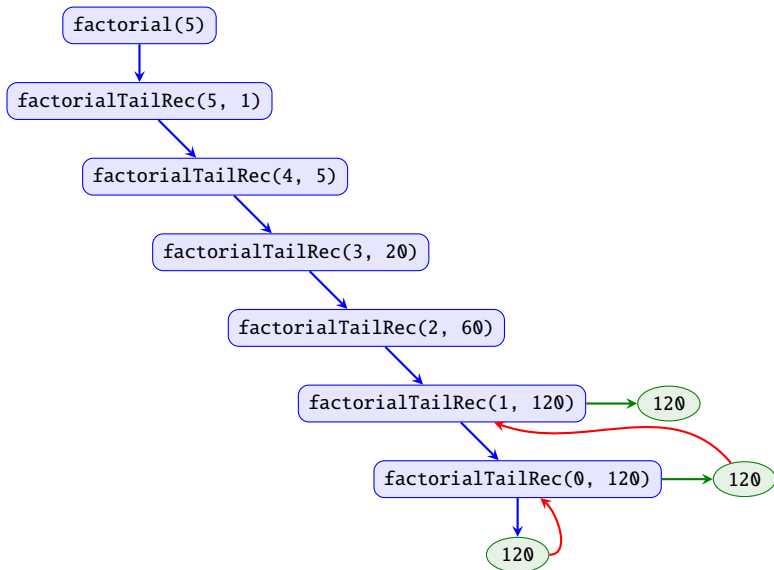 factorial(5)
factorialTailRec(5, 1)
factorialTailRec(4, 5)
factorialTailRec(3, 20)
factorialTailRec(2, 60)
factorialTailRec(1, 120)
120
factorialTailRec(0, 120)
120
120